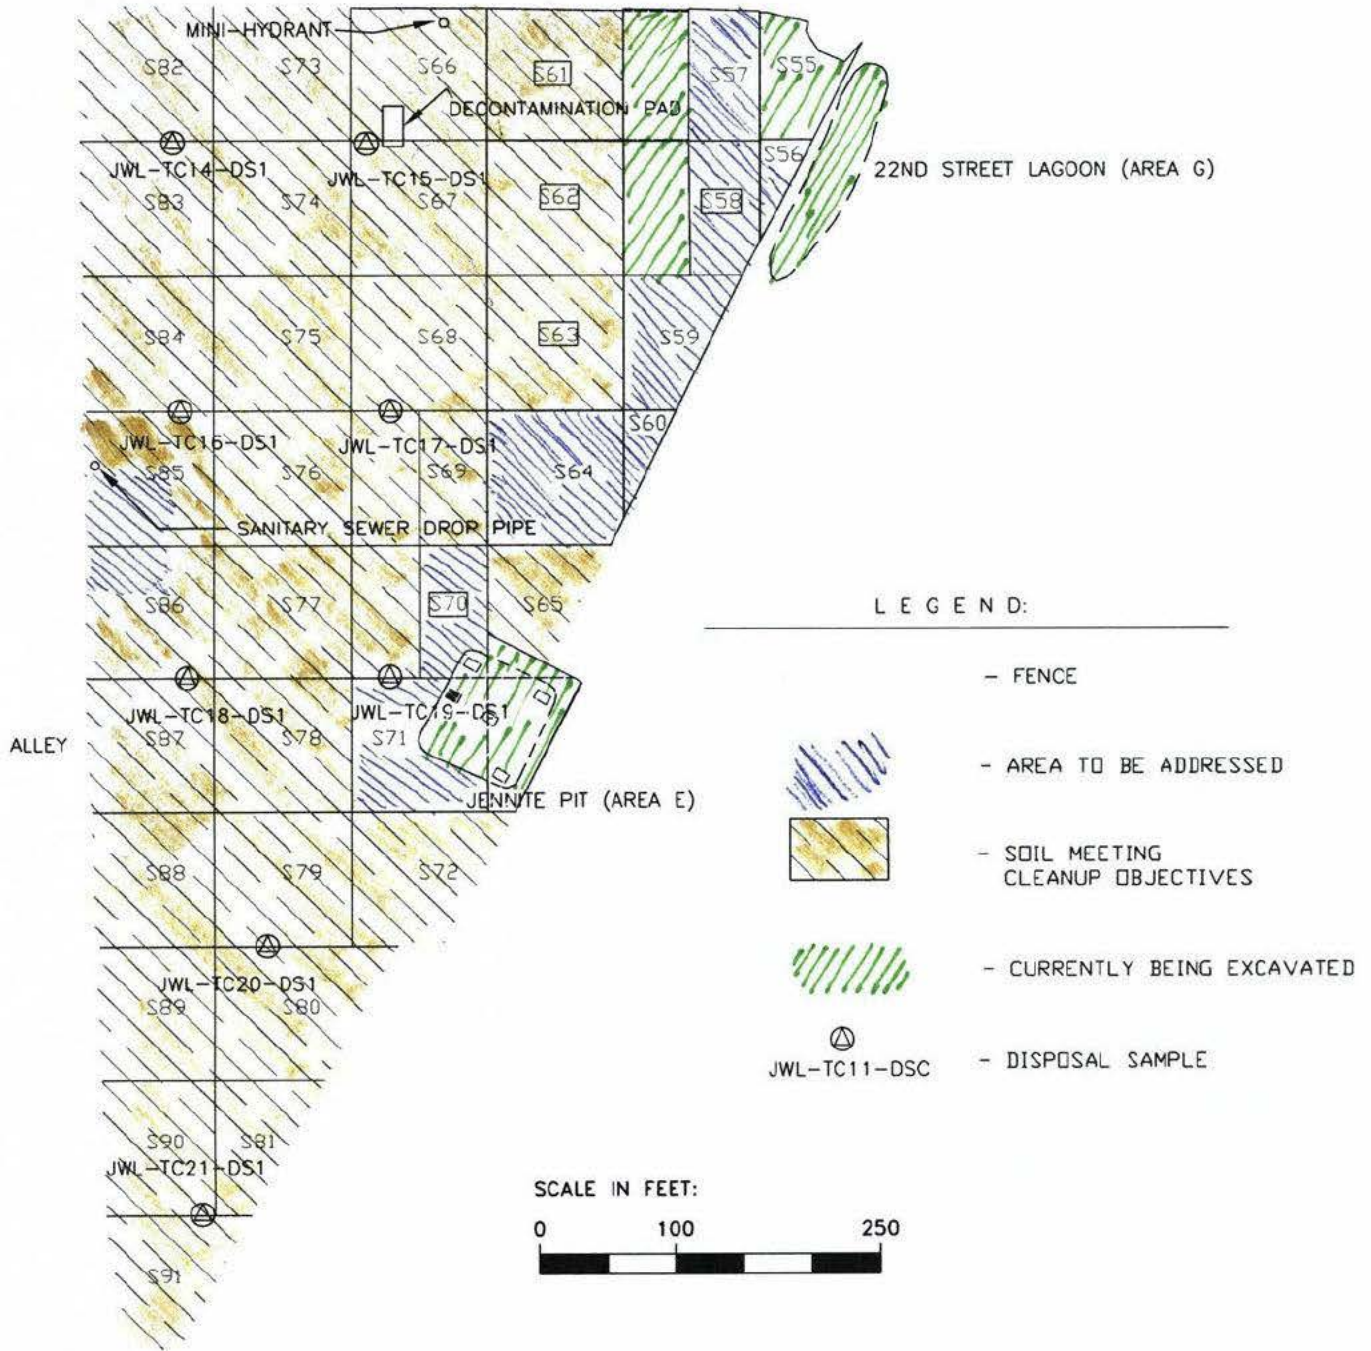 MINI-HYDRANT
S82
S73
S66
S61
S57
S55
DECONTAMINATION PAD
JWL-TC14-DS1
JWL-TC15-DS1
S56
22ND STREET LAGOON (AREA G)
S83
S74
S67
S62
S58
S84
S75
S68
S63
S59
JWL-TC16-DS1
JWL-TC17-DS1
S60
S85
S76
S69
S64
SANITARY SEWER DROP PIPE
S86
S77
S70
S65
JWL-TC18-DS1
JWL-TC19-DS1
ALLEY
S87
S78
S71
JENNITE PIT (AREA E)
S88
S79
S72
JWL-TC20-DS1
S89
S80
S90
S81
JWL-TC21-DS1
S91
LEGEND:
- FENCE
- AREA TO BE ADDRESSED
- SOIL MEETING
CLEANUP OBJECTIVES
- CURRENTLY BEING EXCAVATED
JWL-TC11-DSC
- DISPOSAL SAMPLE
SCALE IN FEET:
0 100 250